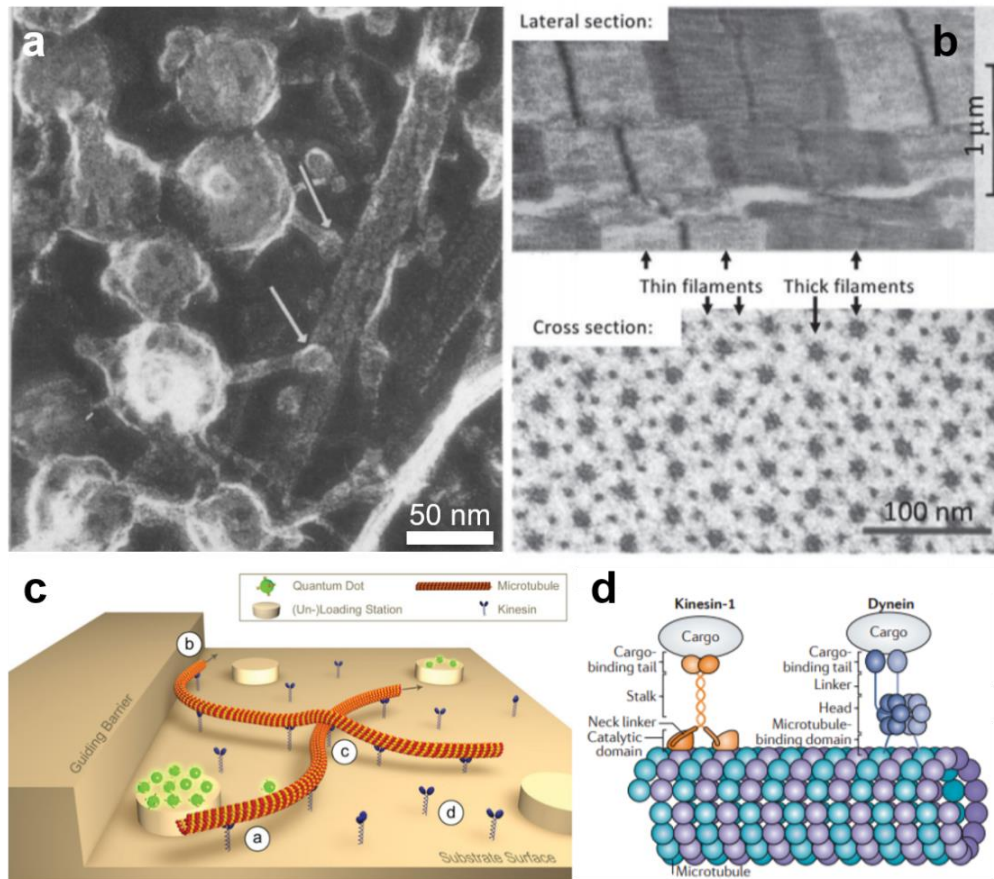 a
50 nm
Lateral section:
b
1 µm
Thin filaments Thick filaments
Cross section:
100 nm
c
Quantum Dot
Microtubule
(Un-)Loading Station
Kinesin
b
Guiding Barrier
c
d
a
Substrate Surface
d
Kinesin-1
Dynein
Cargo
Cargo
Cargo-
binding tail
Stalk
Neck linker
Catalytic
domain
Cargo-
binding tail
Linker
Head
Microtubule-
binding domain
Microtubule